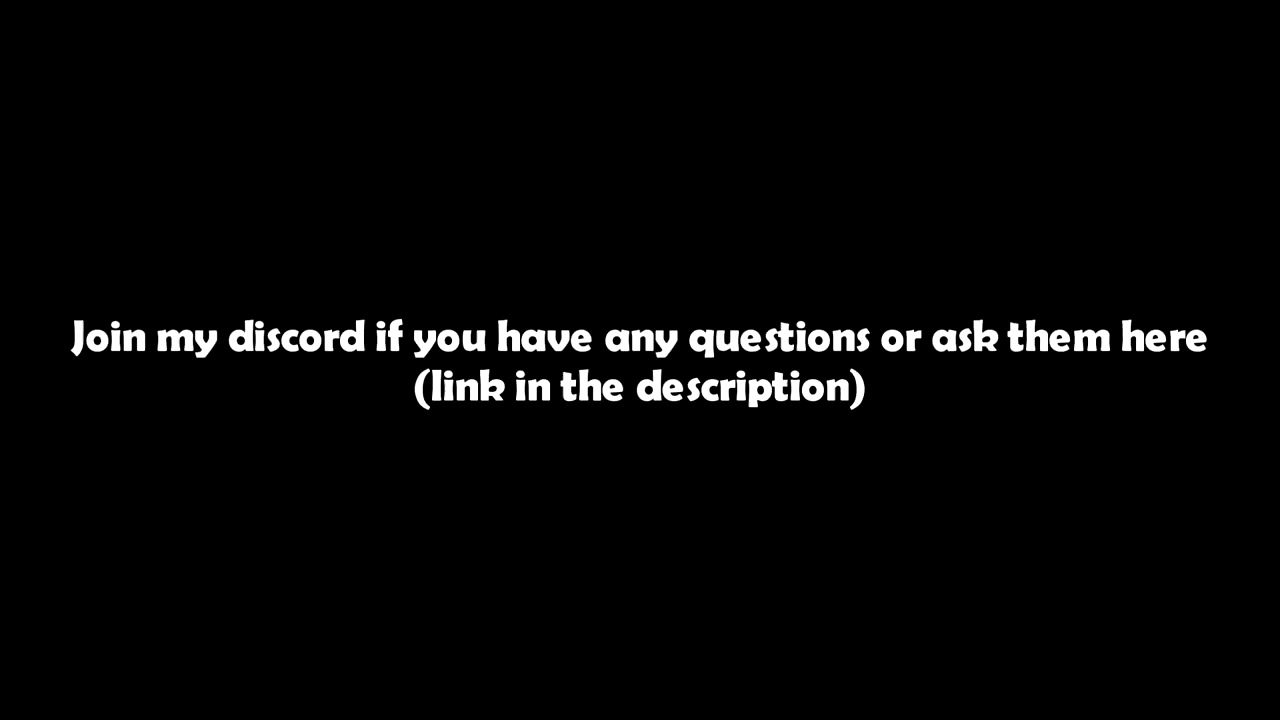 Join my discord if you have any questions or ask them here
(link in the description)